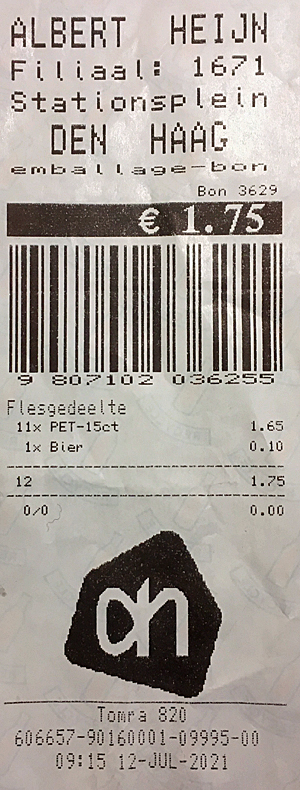 ALBERT HEIJN
Filiaal: 1671
Stationsplein
DEN HAAG
emballage-bon
Bon 3629
€ 1.75
9 807102 036255
Flesgedeelte
11x PET-15ct 1.65
1x Bier 0.10
12 1.75
0/0 0.00
ah
Tomra 820
606657-90160001-09995-00
09:15 12-JUL-2021